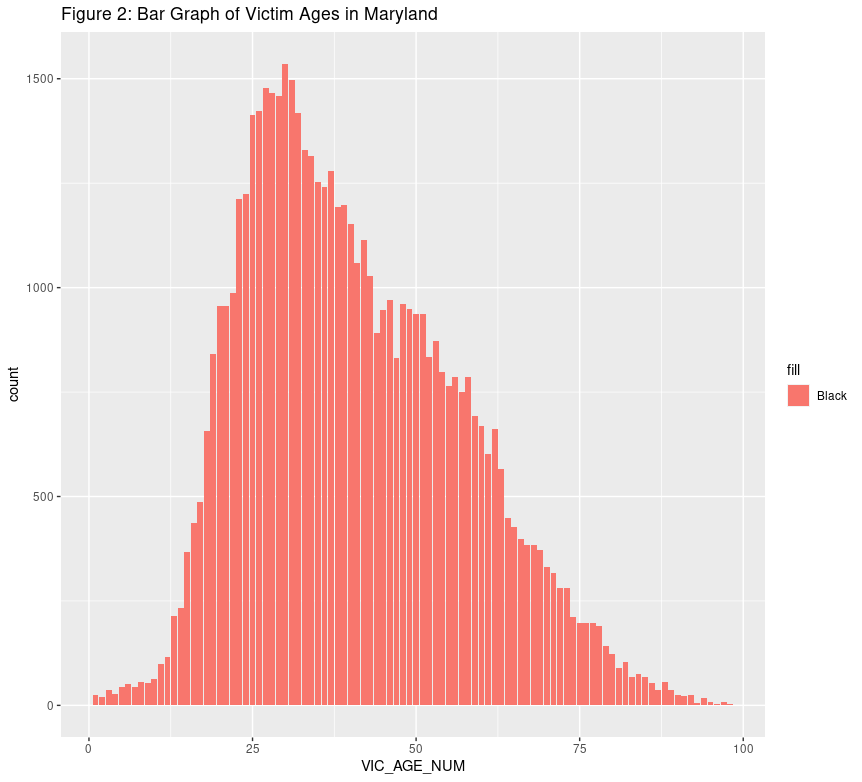 Figure 2: Bar Graph of Victim Ages in Maryland
1500
1000
500
0
count
0 25 50 75 100
VIC_AGE_NUM
fill
Black